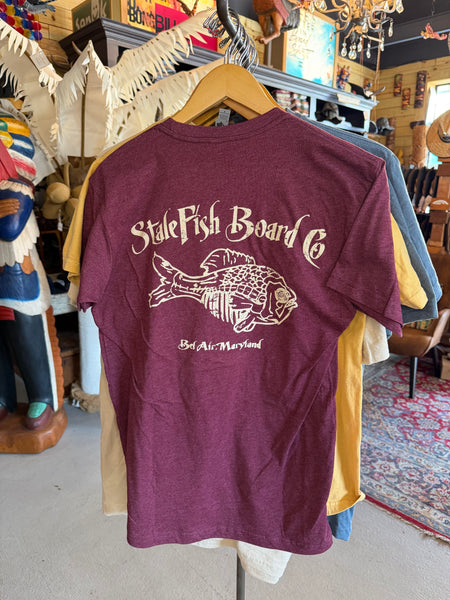 StaleFish Board Co
Bel Air, Maryland